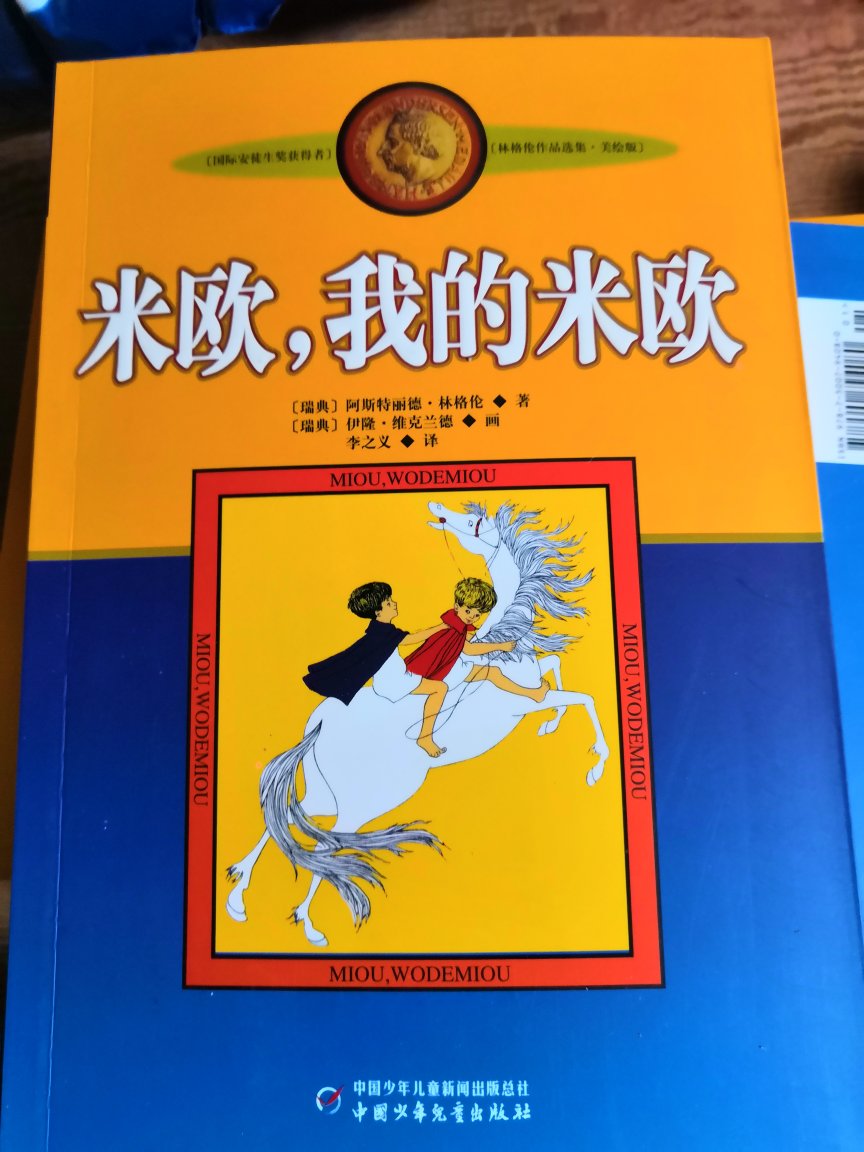 〔国际安徒生奖获得者〕
〔林格伦作品选集·美绘版〕
米欧,我的米欧
〔瑞典〕阿斯特丽德·林格伦 ◆ 著
〔瑞典〕伊隆·维克兰德 ◆ 画
李之义 ◆ 译
MIOU,WODEMIOU
MIOU,WODEMIOU
MIOU,WODEMIOU
MIOU,WODEMIOU
中国少年儿童新闻出版总社
中国少年儿童出版社